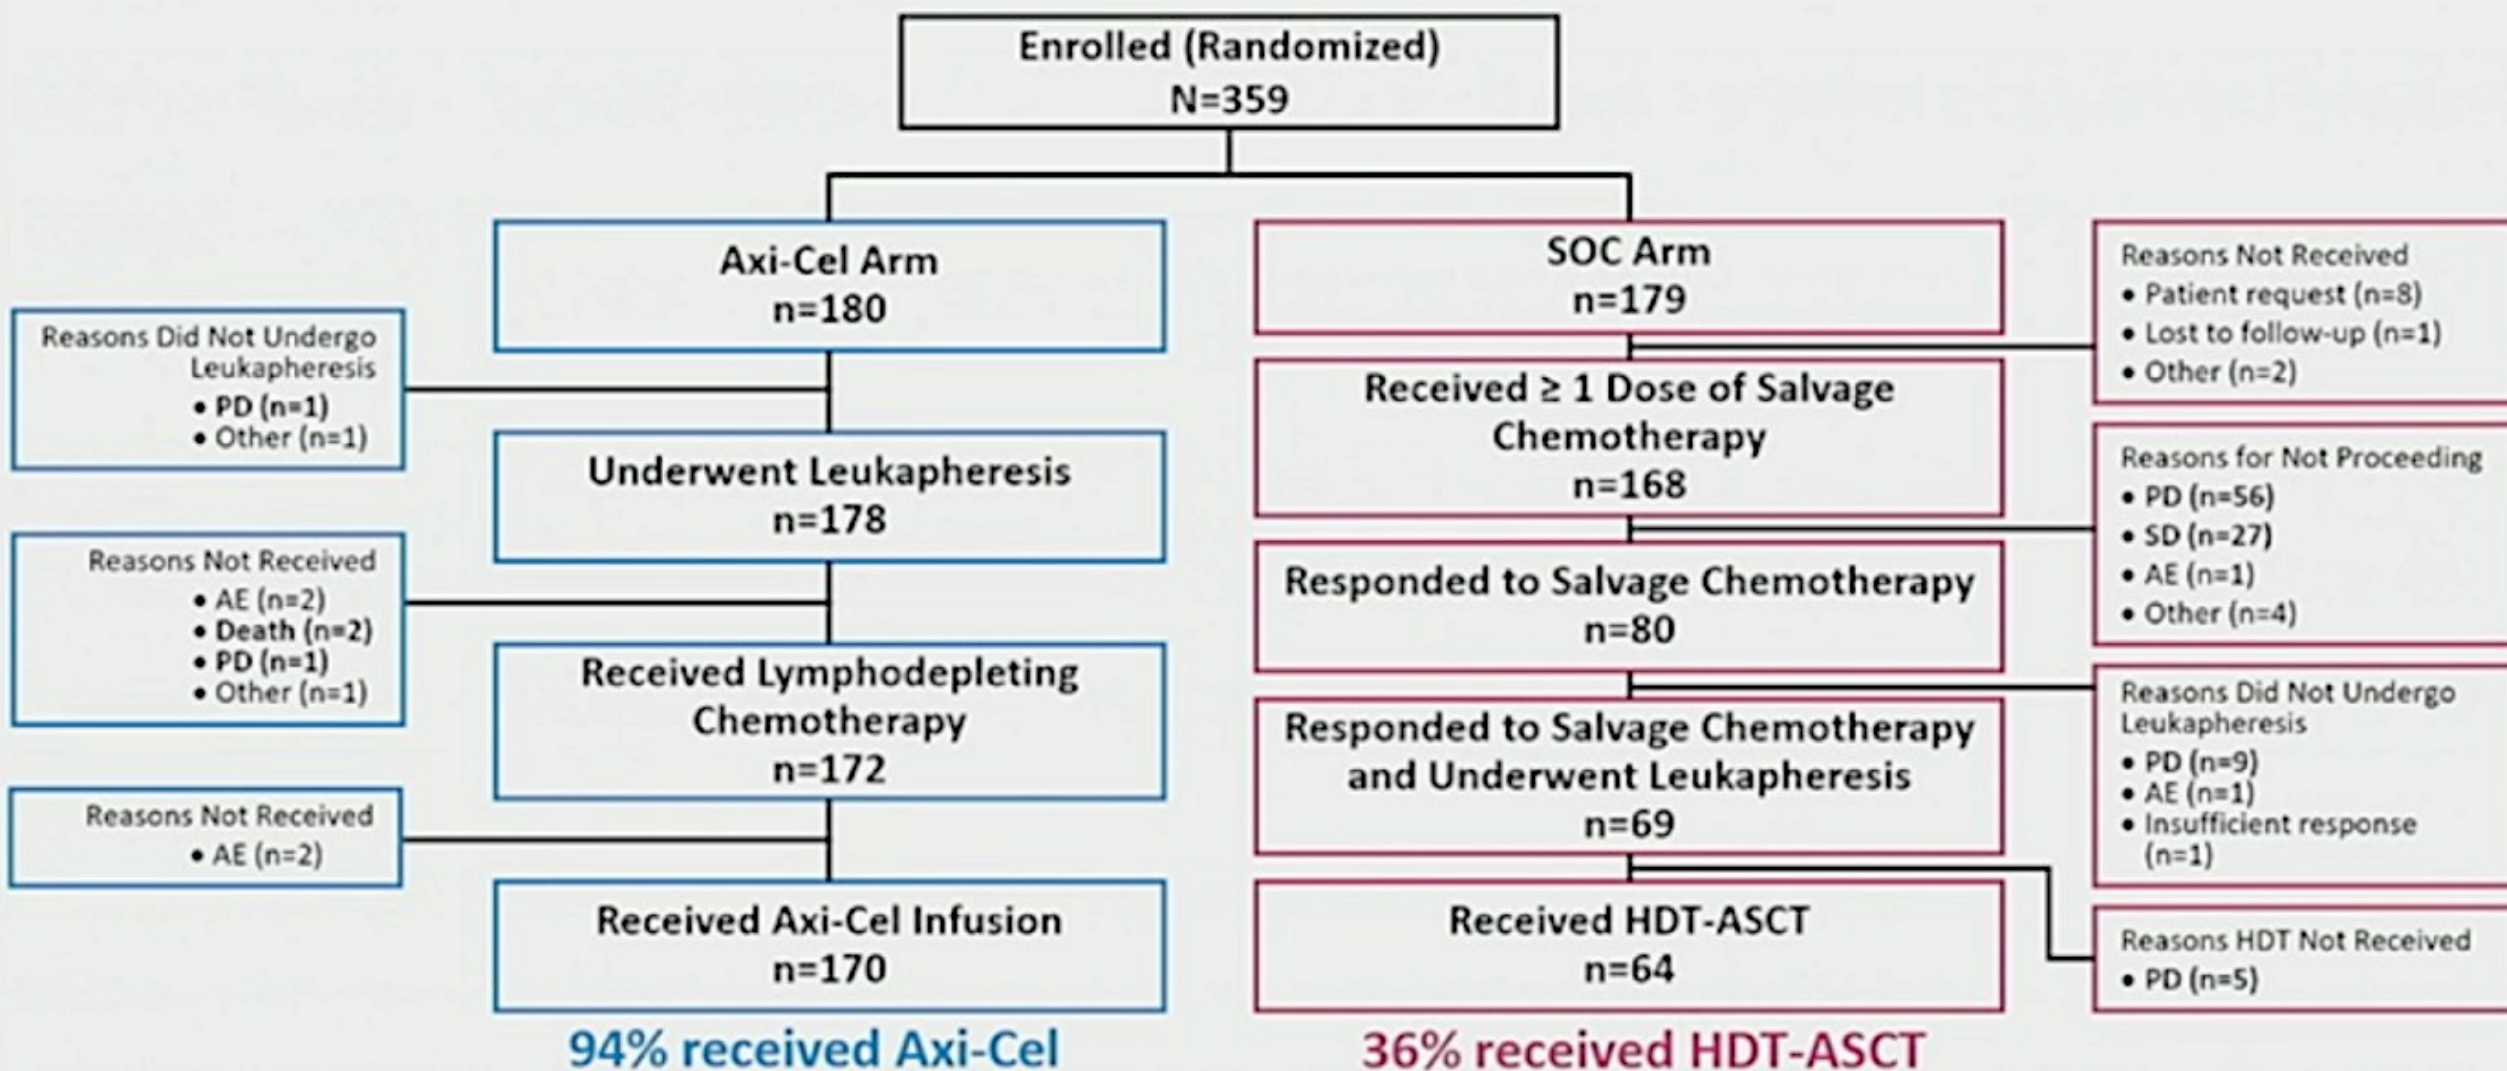 Enrolled (Randomized)
N=359
Axi-Cel Arm
n=180
Reasons Did Not Undergo
Leukapheresis
• PD (n=1)
• Other (n=1)
Underwent Leukapheresis
n=178
Reasons Not Received
• AE (n=2)
• Death (n=2)
• PD (n=1)
• Other (n=1)
Received Lymphodepleting
Chemotherapy
n=172
Reasons Not Received
• AE (n=2)
Received Axi-Cel Infusion
n=170
94% received Axi-Cel
SOC Arm
n=179
Reasons Not Received
• Patient request (n=8)
• Lost to follow-up (n=1)
• Other (n=2)
Received ≥ 1 Dose of Salvage
Chemotherapy
n=168
Reasons for Not Proceeding
• PD (n=56)
• SD (n=27)
• AE (n=1)
• Other (n=4)
Responded to Salvage Chemotherapy
n=80
Reasons Did Not Undergo
Leukapheresis
• PD (n=9)
• AE (n=1)
• Insufficient response
(n=1)
Responded to Salvage Chemotherapy
and Underwent Leukapheresis
n=69
Reasons HDT Not Received
• PD (n=5)
Received HDT-ASCT
n=64
36% received HDT-ASCT